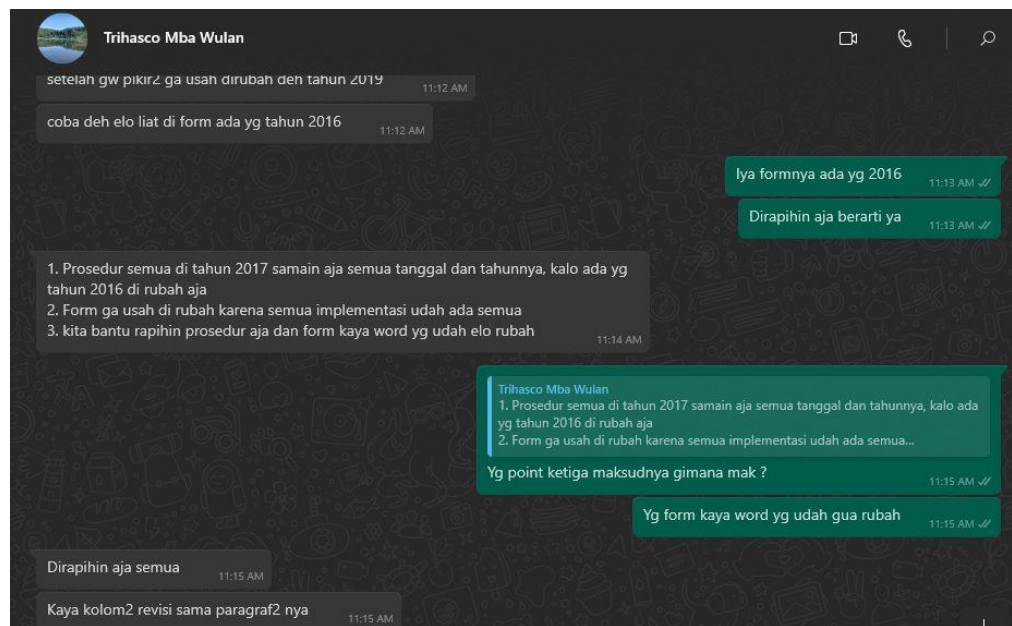 Trihasco Mba Wulan
setelah gw pikir2 ga usah dirubah deh tahun 2019
11:12 AM
coba deh elo liat di form ada yg tahun 2016
11:12 AM
Iya formnya ada yg 2016
11:13 AM
Dirapihin aja berarti ya
11:13 AM
1. Prosedur semua di tahun 2017 samain aja semua tanggal dan tahunnya, kalo ada yg
tahun 2016 di rubah aja
2. Form ga usah di rubah karena semua implementasi udah ada semua
3. kita bantu rapihin prosedur aja dan form kaya word yg udah elo rubah
11:14 AM
Trihasco Mba Wulan
1. Prosedur semua di tahun 2017 samain aja semua tanggal dan tahunnya, kalo ada
yg tahun 2016 di rubah aja
2. Form ga usah di rubah karena semua implementasi udah ada semua...
Yg point ketiga maksudnya gimana mak ?
11:15 AM
Yg form kaya word yg udah gua rubah
11:15 AM
Dirapihin aja semua
11:15 AM
Kaya kolom2 revisi sama paragraf2 nya
11:15 AM